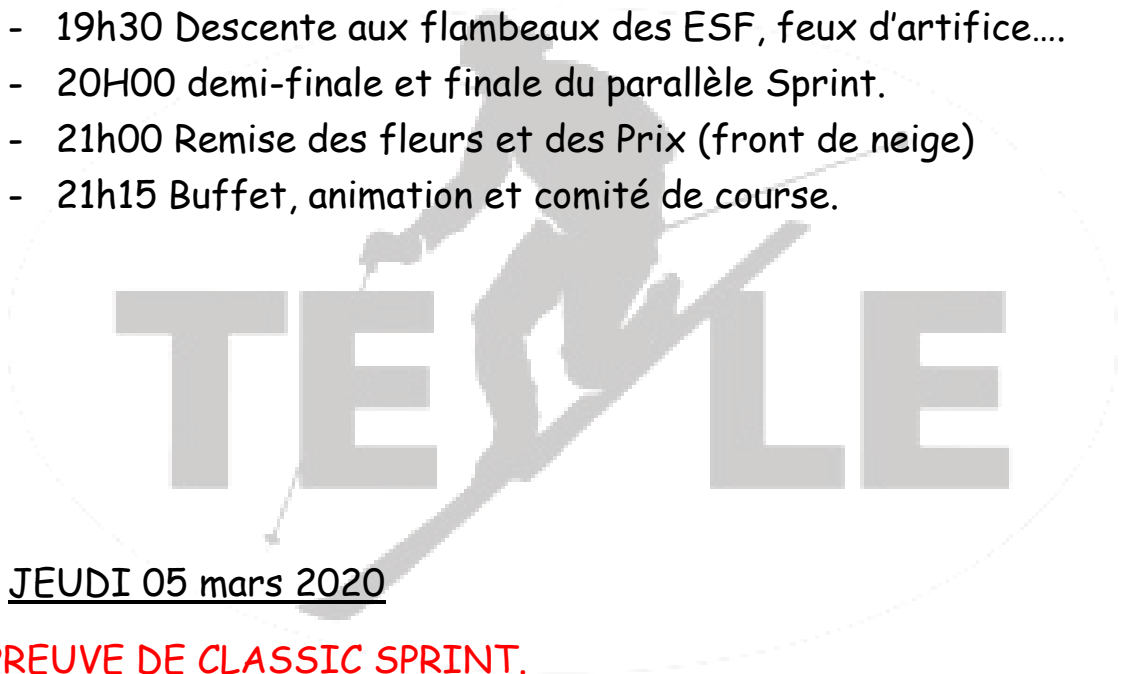 - 19h30 Descente aux flambeaux des ESF, feux d'artifice….
- 20H00 demi-finale et finale du parallèle Sprint.
- 21h00 Remise des fleurs et des Prix (front de neige)
- 21h15 Buffet, animation et comité de course.
TE LE
JEUDI 05 mars 2020
PREUVE DE CLASSIC SPRINT.